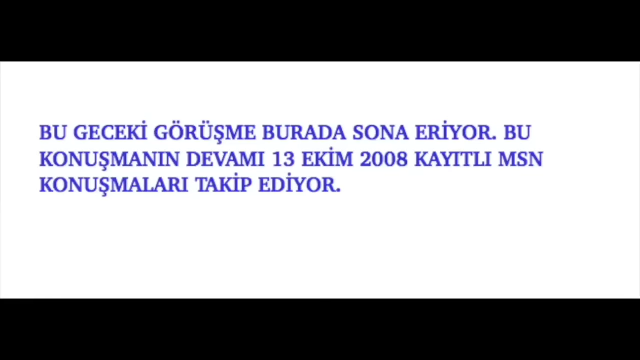 BU GECEKİ GÖRÜŞME BURADA SONA ERİYOR. BU
KONUŞMANIN DEVAMI 13 EKİM 2008 KAYITLI MSN
KONUŞMALARI TAKİP EDİYOR.